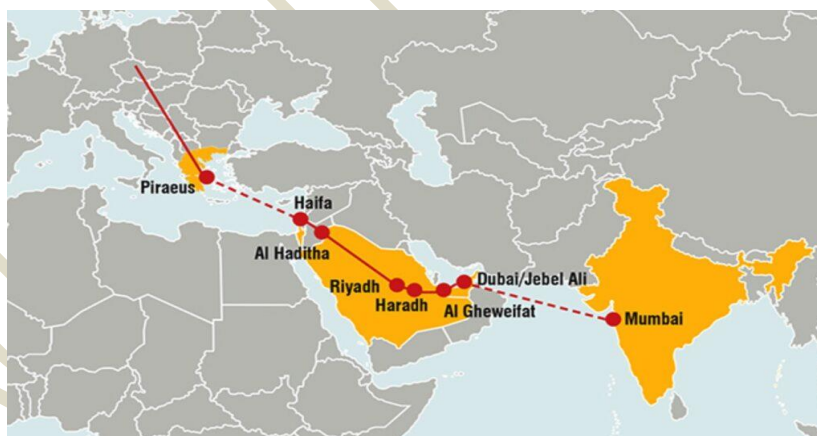 Piraeus
Haifa
Al Haditha
Riyadh
Haradh
Al Gheweifat
Dubai/Jebel Ali
Mumbai